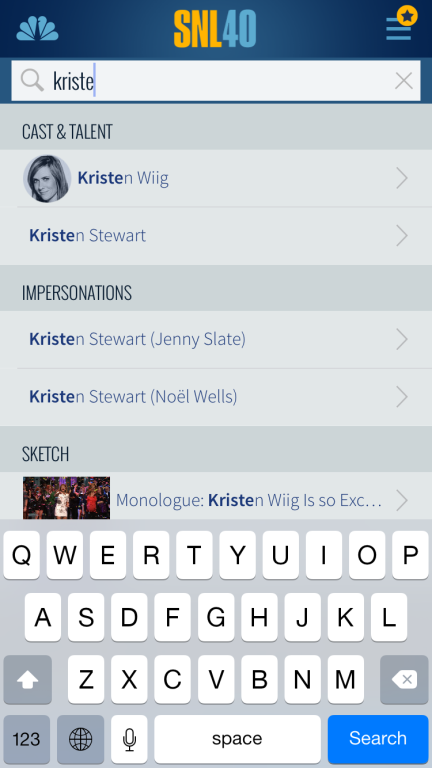 SNL40
kriste
CAST & TALENT
Kristen Wiig
Kristen Stewart
IMPERSONATIONS
Kristen Stewart (Jenny Slate)
Kristen Stewart (Noël Wells)
SKETCH
Monologue: Kristen Wiig Is so Exc...
Q W E R T Y U I O P
A S D F G H J K L
Z X C V B N M
123 space Search